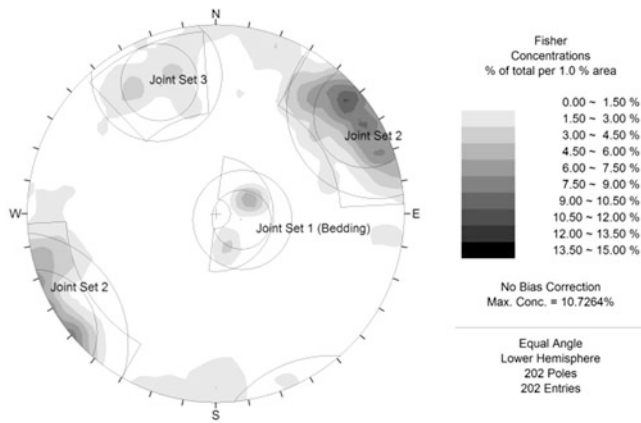 N
Joint Set 3
Joint Set 2
W
E
Joint Set 1 (Bedding)
Joint Set 2
S
Fisher
Concentrations
% of total per 1.0 % area
0.00 ~ 1.50 %
1.50 ~ 3.00 %
3.00 ~ 4.50 %
4.50 ~ 6.00 %
6.00 ~ 7.50 %
7.50 ~ 9.00 %
9.00 ~ 10.50 %
10.50 ~ 12.00 %
12.00 ~ 13.50 %
13.50 ~ 15.00 %
No Bias Correction
Max. Conc. = 10.7264%
Equal Angle
Lower Hemisphere
202 Poles
202 Entries